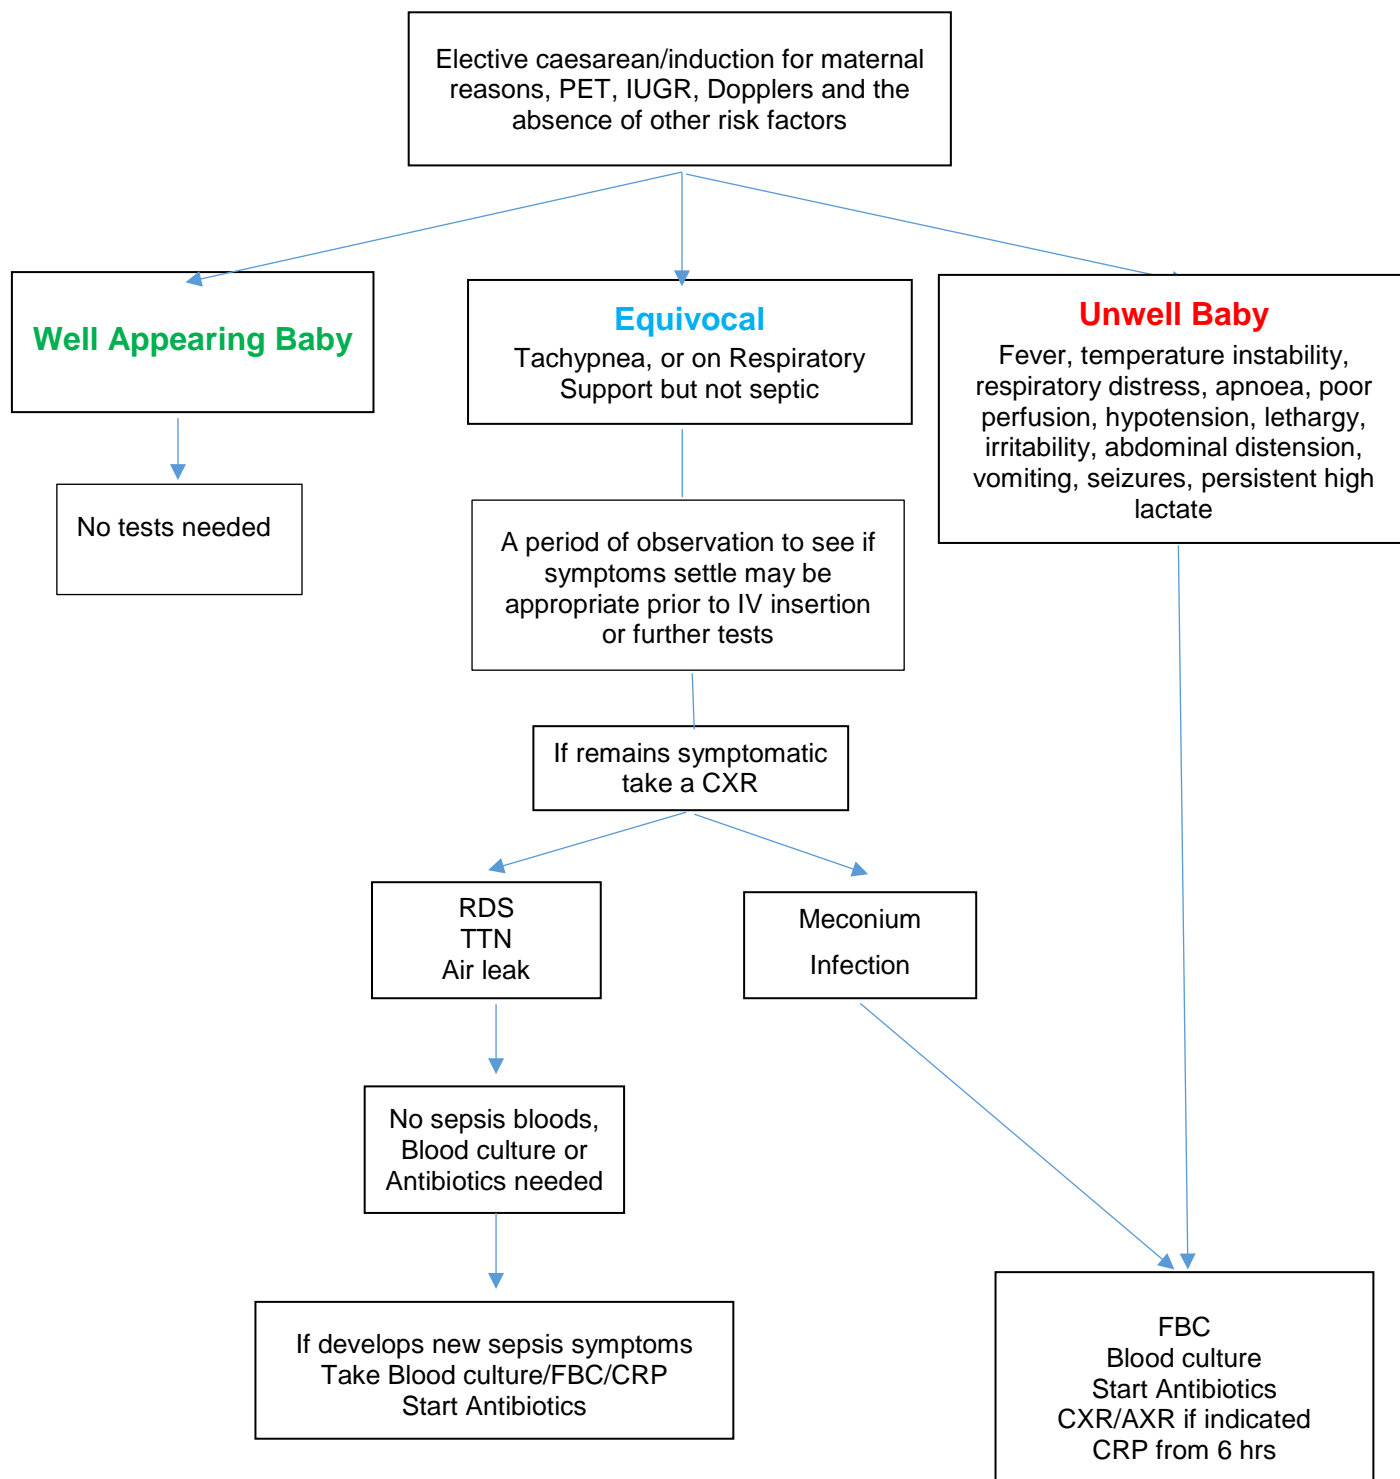 Elective caesarean/induction for maternal
reasons, PET, IUGR, Dopplers and the
absence of other risk factors
Well Appearing Baby
Equivocal
Tachypnea, or on Respiratory
Support but not septic
Unwell Baby
Fever, temperature instability,
respiratory distress, apnoea, poor
perfusion, hypotension, lethargy,
irritability, abdominal distension,
vomiting, seizures, persistent high
lactate
No tests needed
A period of observation to see if
symptoms settle may be
appropriate prior to IV insertion
or further tests
If remains symptomatic
take a CXR
RDS
TTN
Air leak
Meconium
Infection
No sepsis bloods,
Blood culture or
Antibiotics needed
If develops new sepsis symptoms
Take Blood culture/FBC/CRP
Start Antibiotics
FBC
Blood culture
Start Antibiotics
CXR/AXR if indicated
CRP from 6 hrs